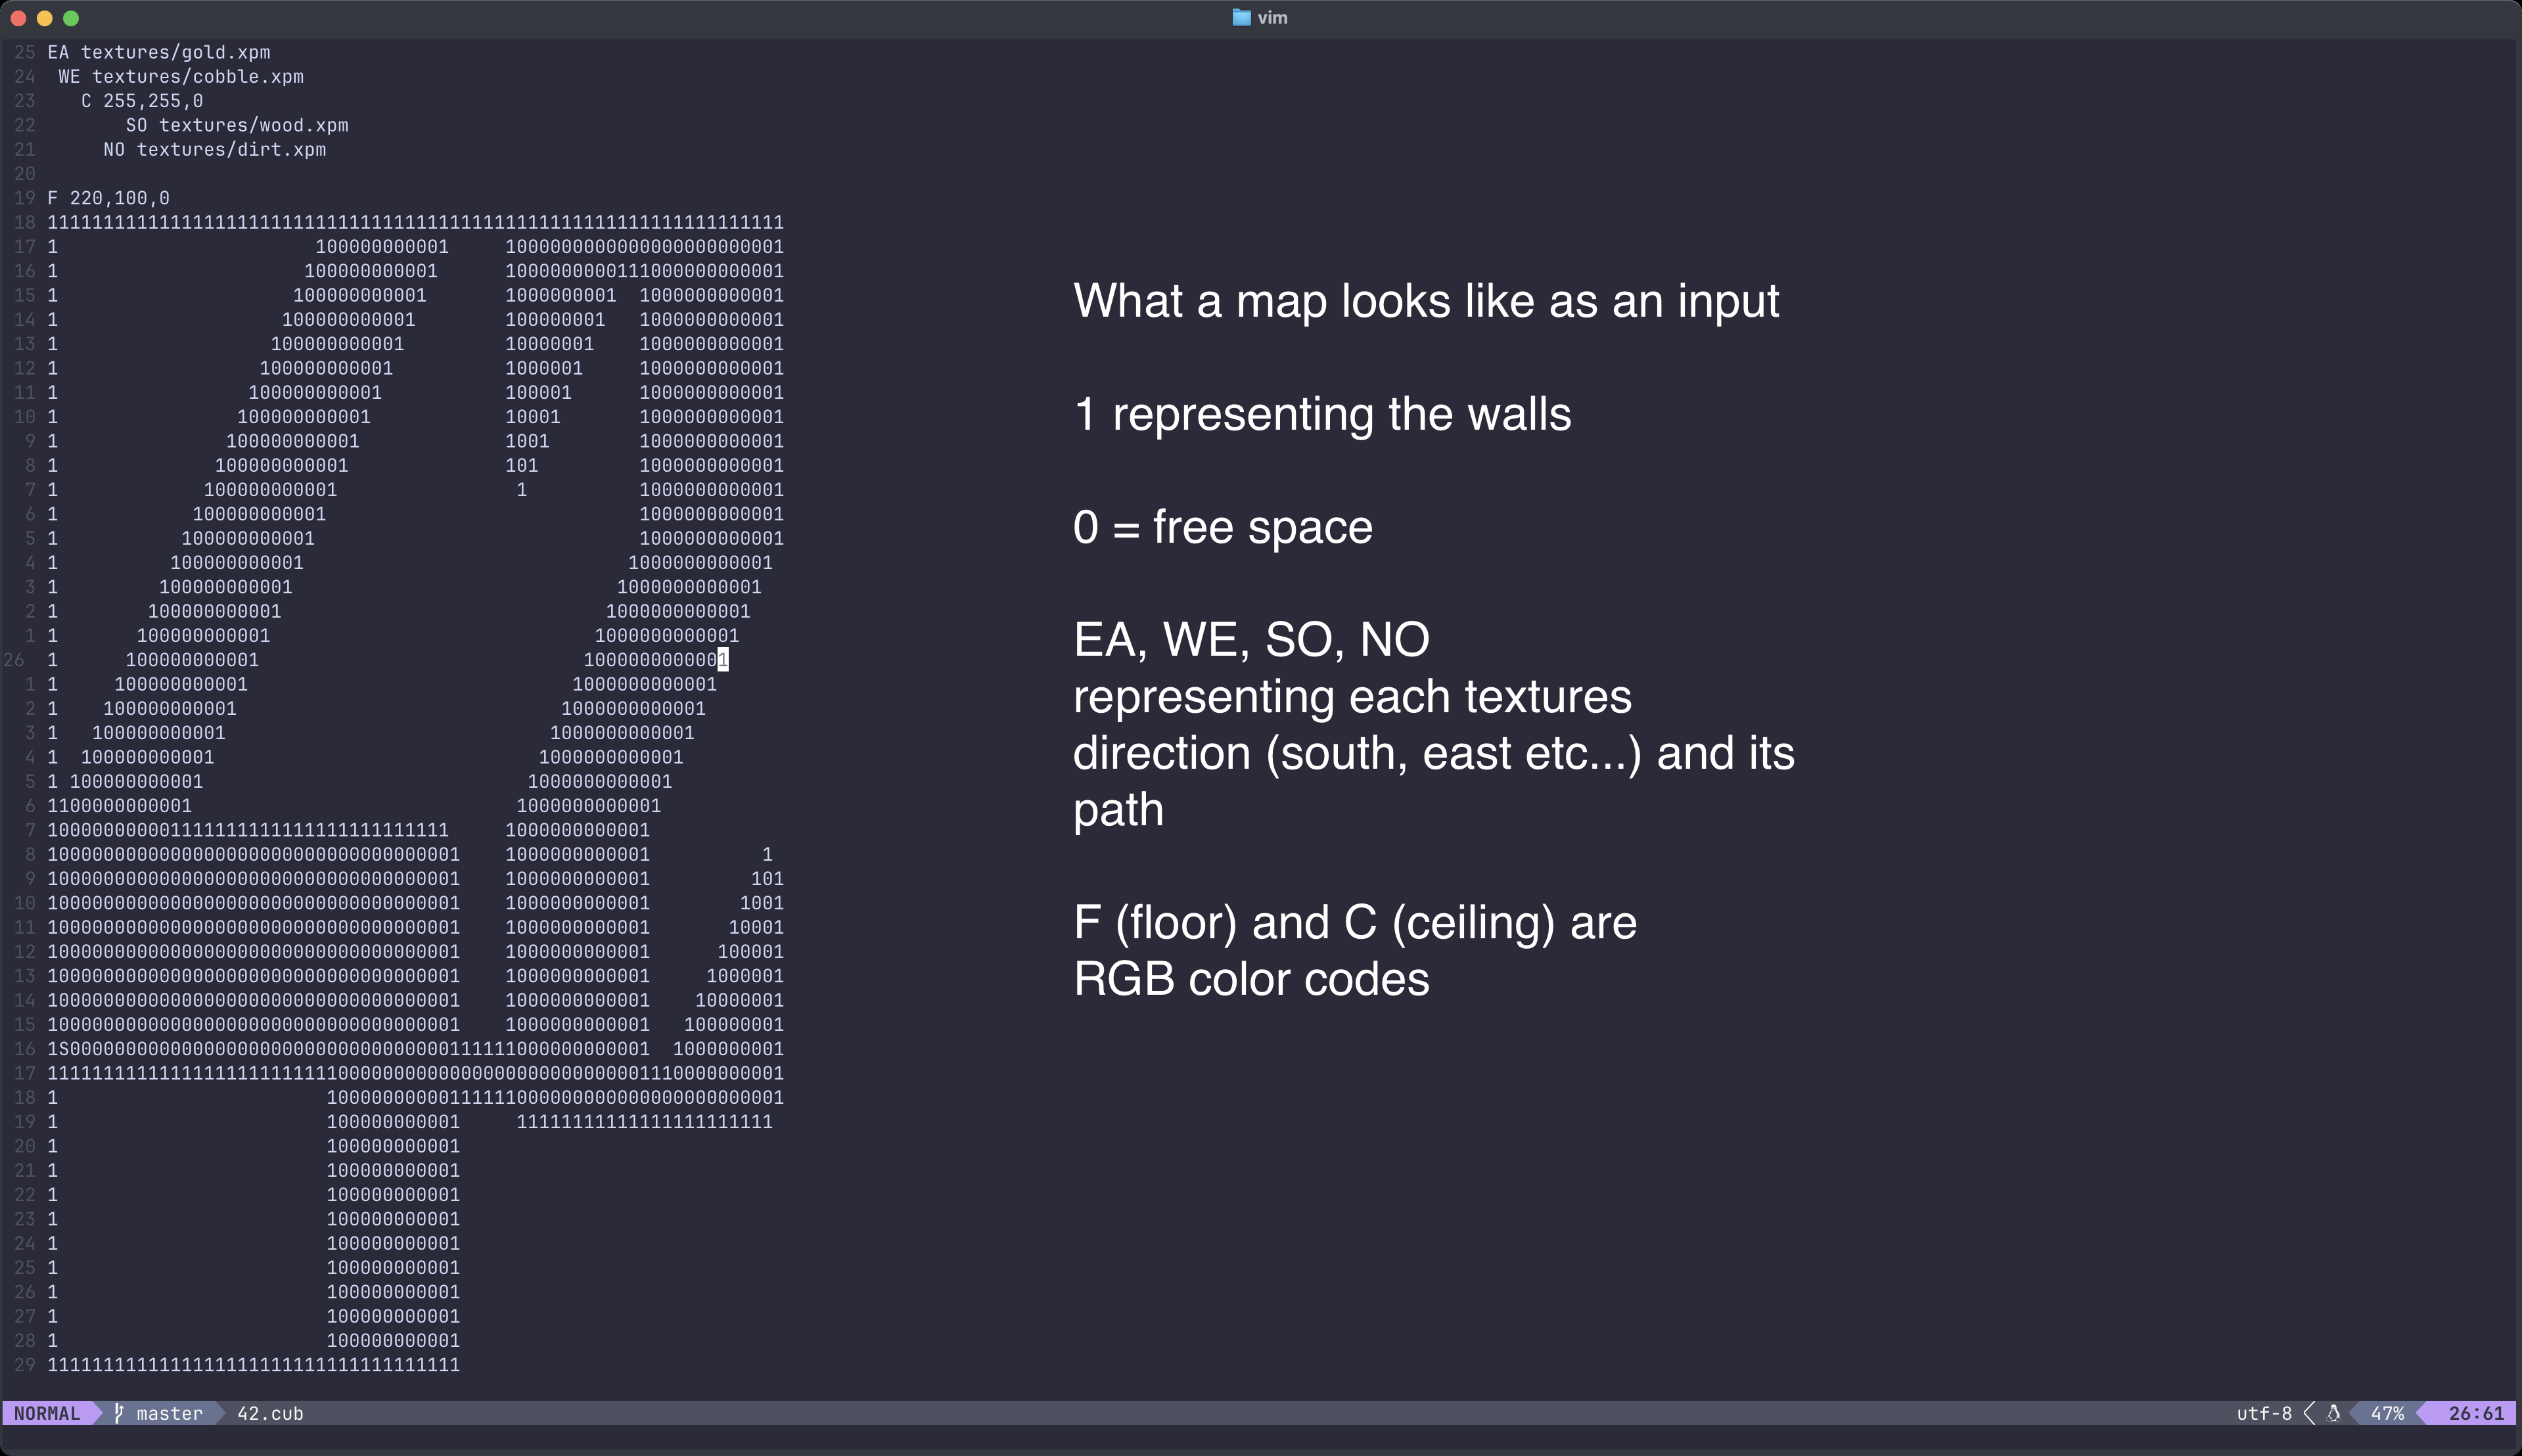 vim
25 EA textures/gold.xpm
24 WE textures/cobble.xpm
23 C 255,255,0
22 SO textures/wood.xpm
21 NO textures/dirt.xpm
20
19 F 220,100,0
18 111111111111111111111111111111111111111111111111111111111111111111
17 1 100000000001 1000000000000000000000001
16 1 100000000001 1000000000111000000000001
15 1 100000000001 1000000001 1000000000001
14 1 100000000001 100000001 1000000000001
13 1 100000000001 10000001 1000000000001
12 1 100000000001 1000001 1000000000001
11 1 100000000001 100001 1000000000001
10 1 100000000001 10001 1000000000001
9 1 100000000001 1001 1000000000001
8 1 100000000001 101 1000000000001
7 1 100000000001 1 1000000000001
6 1 100000000001 1000000000001
5 1 100000000001 1000000000001
4 1 100000000001 1000000000001
3 1 100000000001 1000000000001
2 1 100000000001 1000000000001
1 1 100000000001 1000000000001
26 1 100000000001 1000000000001
1 1 100000000001 1000000000001
2 1 100000000001 1000000000001
3 1 100000000001 1000000000001
4 1 100000000001 1000000000001
5 1 100000000001 1000000000001
6 1100000000001 1000000000001
7 100000000001111111111111111111111111 1000000000001
8 1000000000000000000000000000000000001 1000000000001 1
9 1000000000000000000000000000000000001 1000000000001 101
10 1000000000000000000000000000000000001 1000000000001 1001
11 1000000000000000000000000000000000001 1000000000001 10001
12 1000000000000000000000000000000000001 1000000000001 100001
13 1000000000000000000000000000000000001 1000000000001 1000001
14 1000000000000000000000000000000000001 1000000000001 10000001
15 1000000000000000000000000000000000001 1000000000001 100000001
16 1S0000000000000000000000000000000000111111000000000001 1000000001
17 111111111111111111111111110000000000000000000000000001110000000001
18 1 10000000000111111000000000000000000000001
19 1 100000000001 11111111111111111111111
20 1 100000000001
21 1 100000000001
22 1 100000000001
23 1 100000000001
24 1 100000000001
25 1 100000000001
26 1 100000000001
27 1 100000000001
28 1 100000000001
29 1111111111111111111111111111111111111
What a map looks like as an input
1 representing the walls
0 = free space
EA, WE, SO, NO
representing each textures
direction (south, east etc...) and its
path
F (floor) and C (ceiling) are
RGB color codes
NORMAL master 42.cub utf-8 47% 26:61